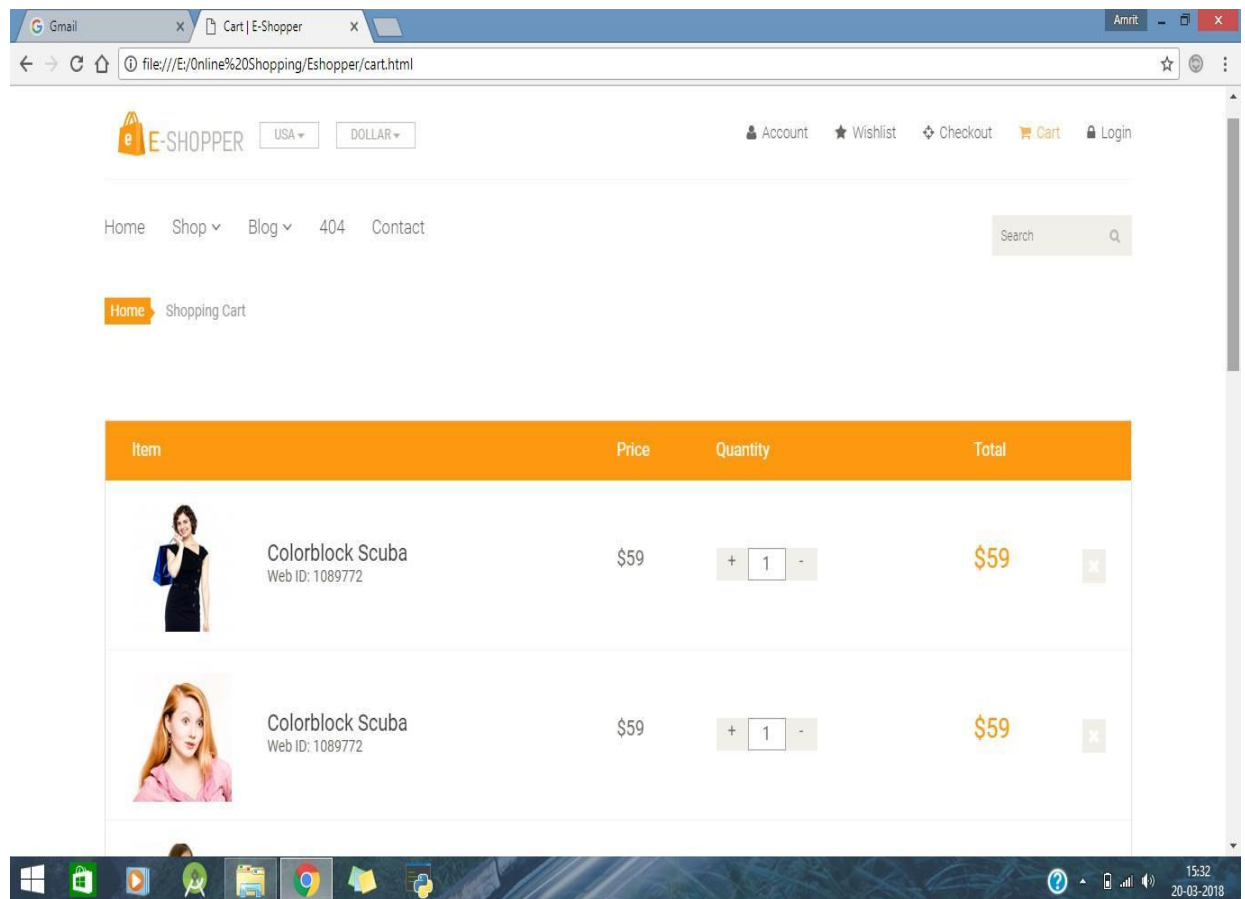 Gmail
Cart | E-Shopper
Amrit
file:///E:/Online%20Shopping/Eshopper/cart.html
E-SHOPPER USA DOLLAR Account Wishlist Checkout Cart Login
Home Shop Blog 404 Contact Search
Home Shopping Cart
Item Price Quantity Total
Colorblock Scuba $59 + 1 - $59
Web ID: 1089772
Colorblock Scuba $59 + 1 - $59
Web ID: 1089772
15:32
20-03-2018